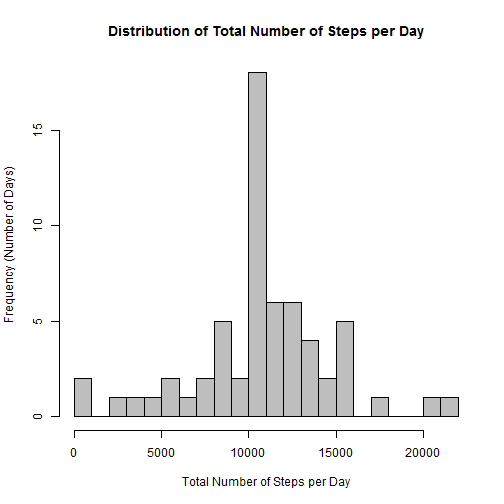 Distribution of Total Number of Steps per Day
Frequency (Number of Days)
15
10
5
0
0 5000 10000 15000 20000
Total Number of Steps per Day